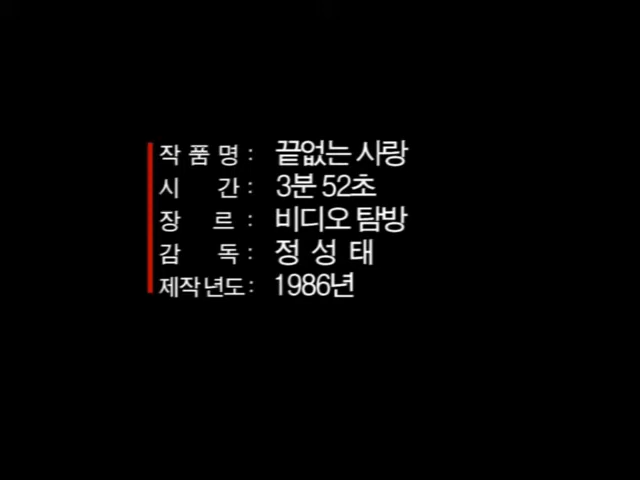 작품명 : 끝없는 사랑
시 간 : 3분 52초
장 르 : 비디오 탐방
감 독 : 정 성 태
제작년도 : 1986년